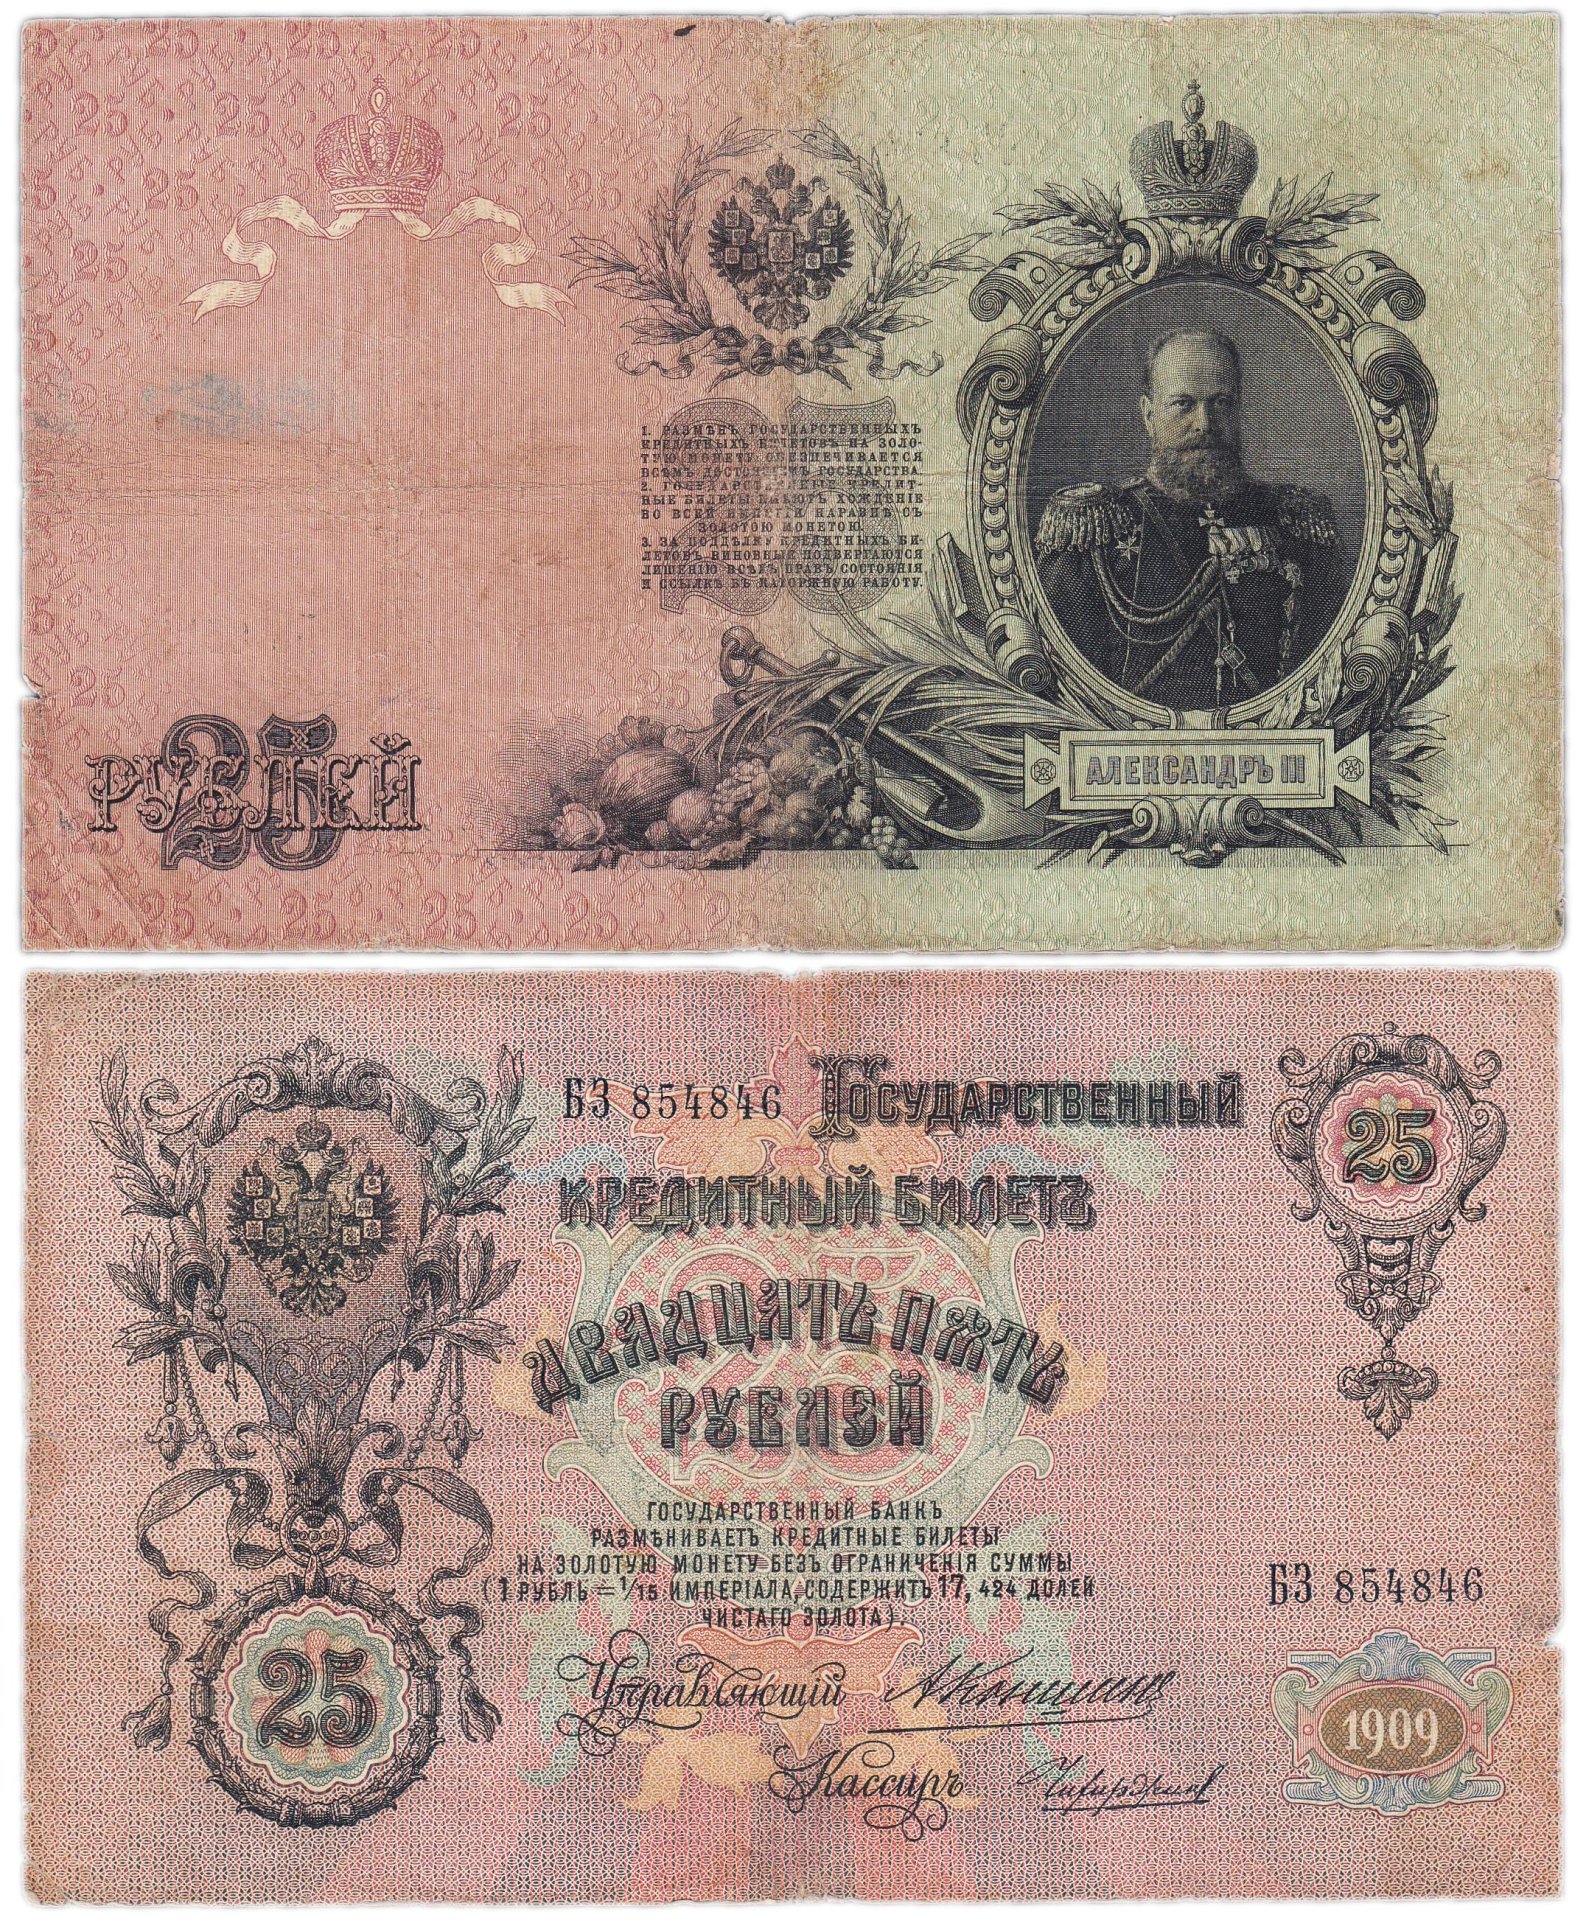 1. РАЗМѢНЪ ГОСУДАРСТВЕННЫХЪ
КРЕДИТНЫХЪ БИЛЕТОВЪ НА ЗОЛО-
ТУЮ МОНЕТУ ОБЕЗПЕЧИВАЕТСЯ
ВСѢМЪ ДОСТОЯНІЕМЪ ГОСУДАРСТВА.
2. ГОСУДАРСТВЕННЫЕ КРЕДИТ-
НЫЕ БИЛЕТЫ ИМѢЮТЪ ХОЖДЕНІЕ
ВО ВСЕЙ ИМПЕРІИ НАРАВНѢ СЪ
ЗОЛОТОЮ МОНЕТОЮ.
3. ЗА ПОДДѢЛКУ КРЕДИТНЫХЪ БИ-
ЛЕТОВЪ ВИНОВНЫЕ ПОДВЕРГАЮТСЯ
ЛИШЕНІЮ ВСѢХЪ ПРАВЪ СОСТОЯНІЯ
И ССЫЛКѢ ВЪ КАТОРЖНУЮ РАБОТУ.
25
25
РУБЛЕЙ
АЛЕКСАНДРЪ III
БЗ 854846
ГОСУДАРСТВЕННЫЙ
КРЕДИТНЫЙ БИЛЕТЪ
25
ДВАДЦАТЬ ПЯТЬ
РУБЛЕЙ
25
ГОСУДАРСТВЕННЫЙ БАНКЪ
РАЗМѢНИВАЕТЪ КРЕДИТНЫЕ БИЛЕТЫ
НА ЗОЛОТУЮ МОНЕТУ БЕЗЪ ОГРАНИЧЕНІЯ СУММЫ
(1 РУБЛЬ = 1/15 ИМПЕРІАЛА, СОДЕРЖИТЪ 17, 424 ДОЛЕЙ
ЧИСТАГО ЗОЛОТА).
БЗ 854846
25
Управляющій
Кассиръ
1909